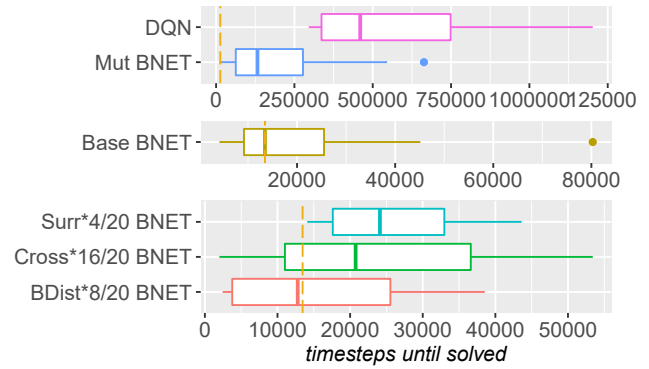 DQN
Mut BNET
0 250000 500000 750000 1000000 1250000
Base BNET
20000 40000 60000 80000
Surr*4/20 BNET
Cross*16/20 BNET
BDist*8/20 BNET
0 10000 20000 30000 40000 50000
timesteps until solved